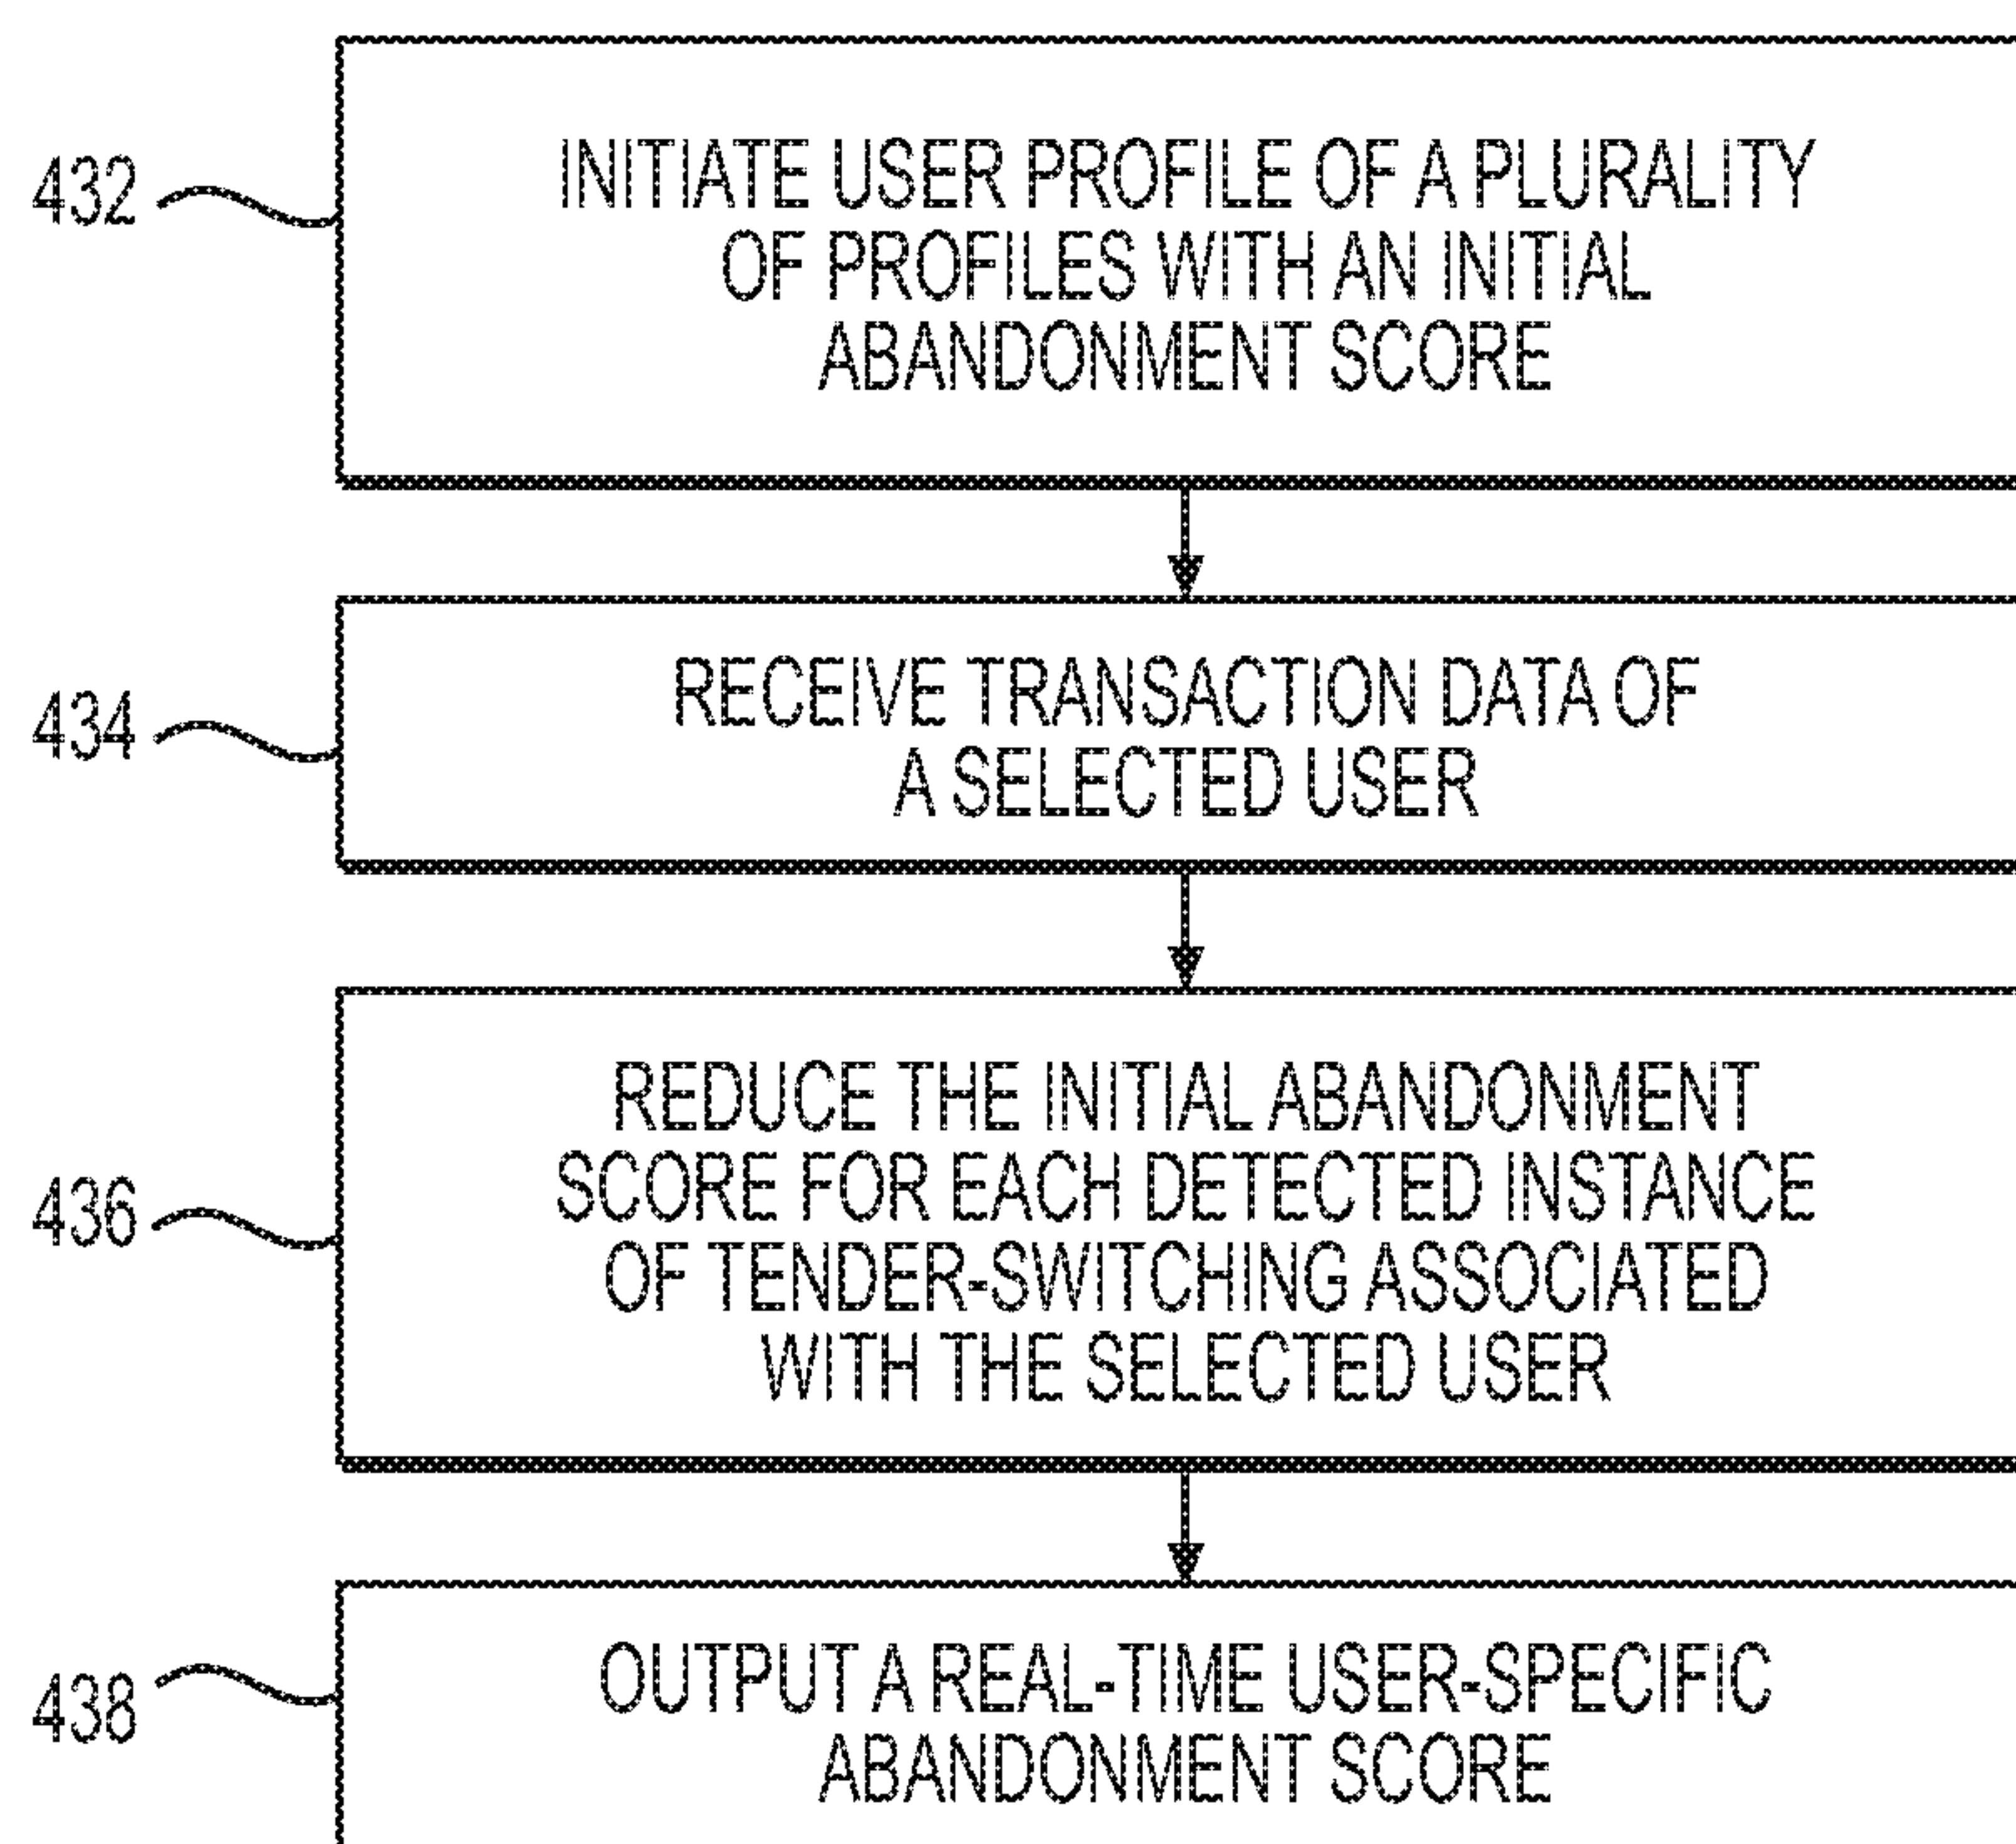 432
INITIATE USER PROFILE OF A PLURALITY
OF PROFILES WITH AN INITIAL
ABANDONMENT SCORE
434
RECEIVE TRANSACTION DATA OF
A SELECTED USER
436
REDUCE THE INITIAL ABANDONMENT
SCORE FOR EACH DETECTED INSTANCE
OF TENDER-SWITCHING ASSOCIATED
WITH THE SELECTED USER
438
OUTPUT A REAL-TIME USER-SPECIFIC
ABANDONMENT SCORE